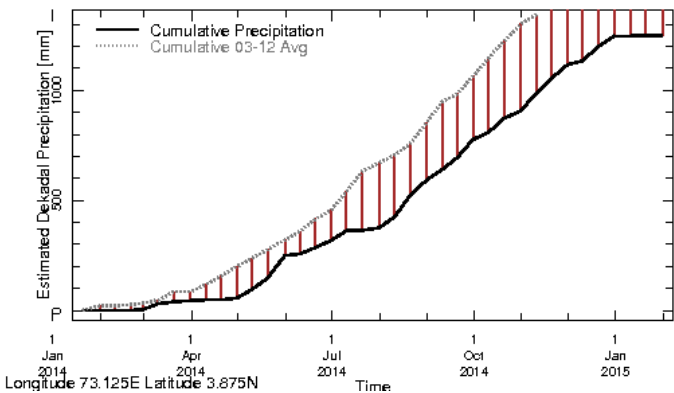 Cumulative Precipitation
Cumulative 03-12 Avg
Estimated Dekadal Precipitation [mm]
1000
500
1 1 1 1 1
Jan Apr Jul Oct Jan
2014 2014 2014 2014 2015
Longitude 73.125E Latitude 3.875N
Time